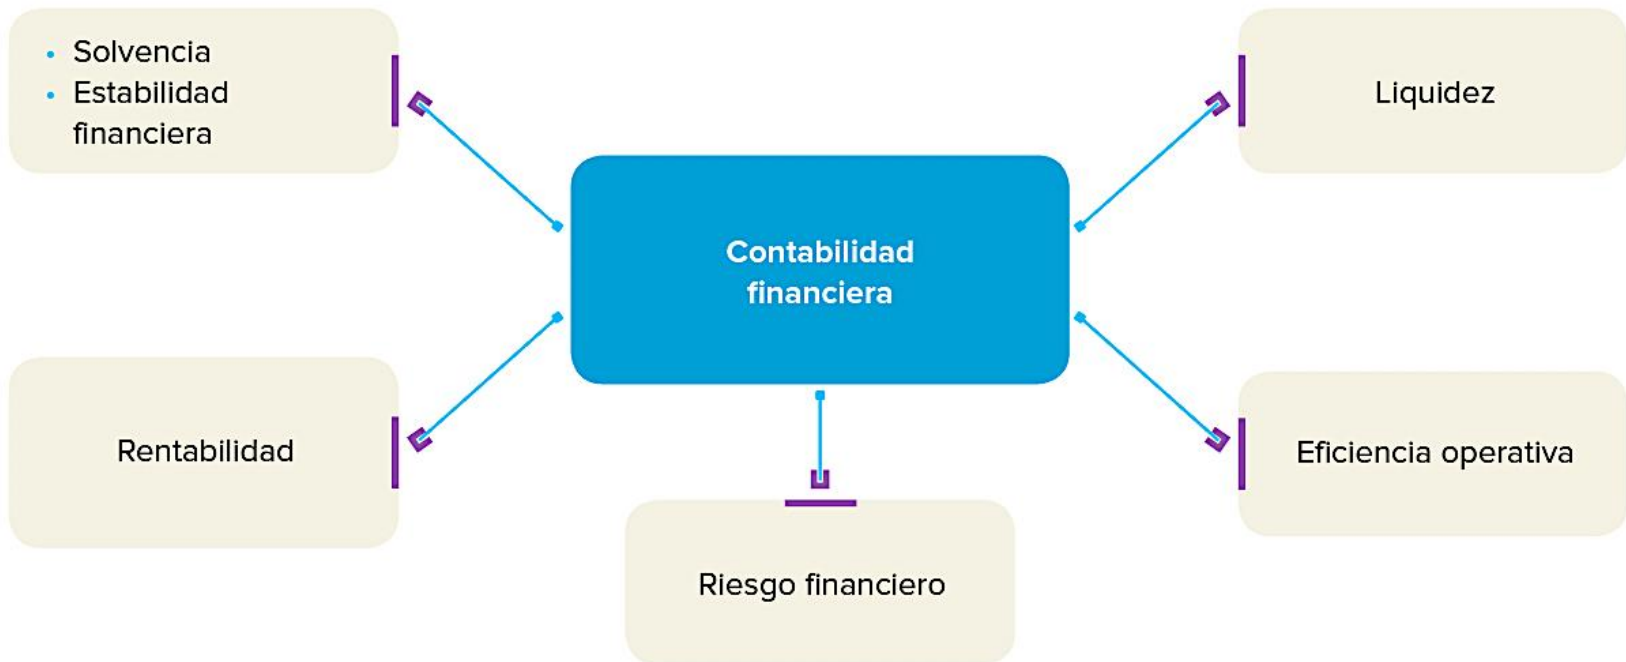 • Solvencia
• Estabilidad
financiera
Liquidez
Contabilidad
financiera
Rentabilidad
Eficiencia operativa
Riesgo financiero